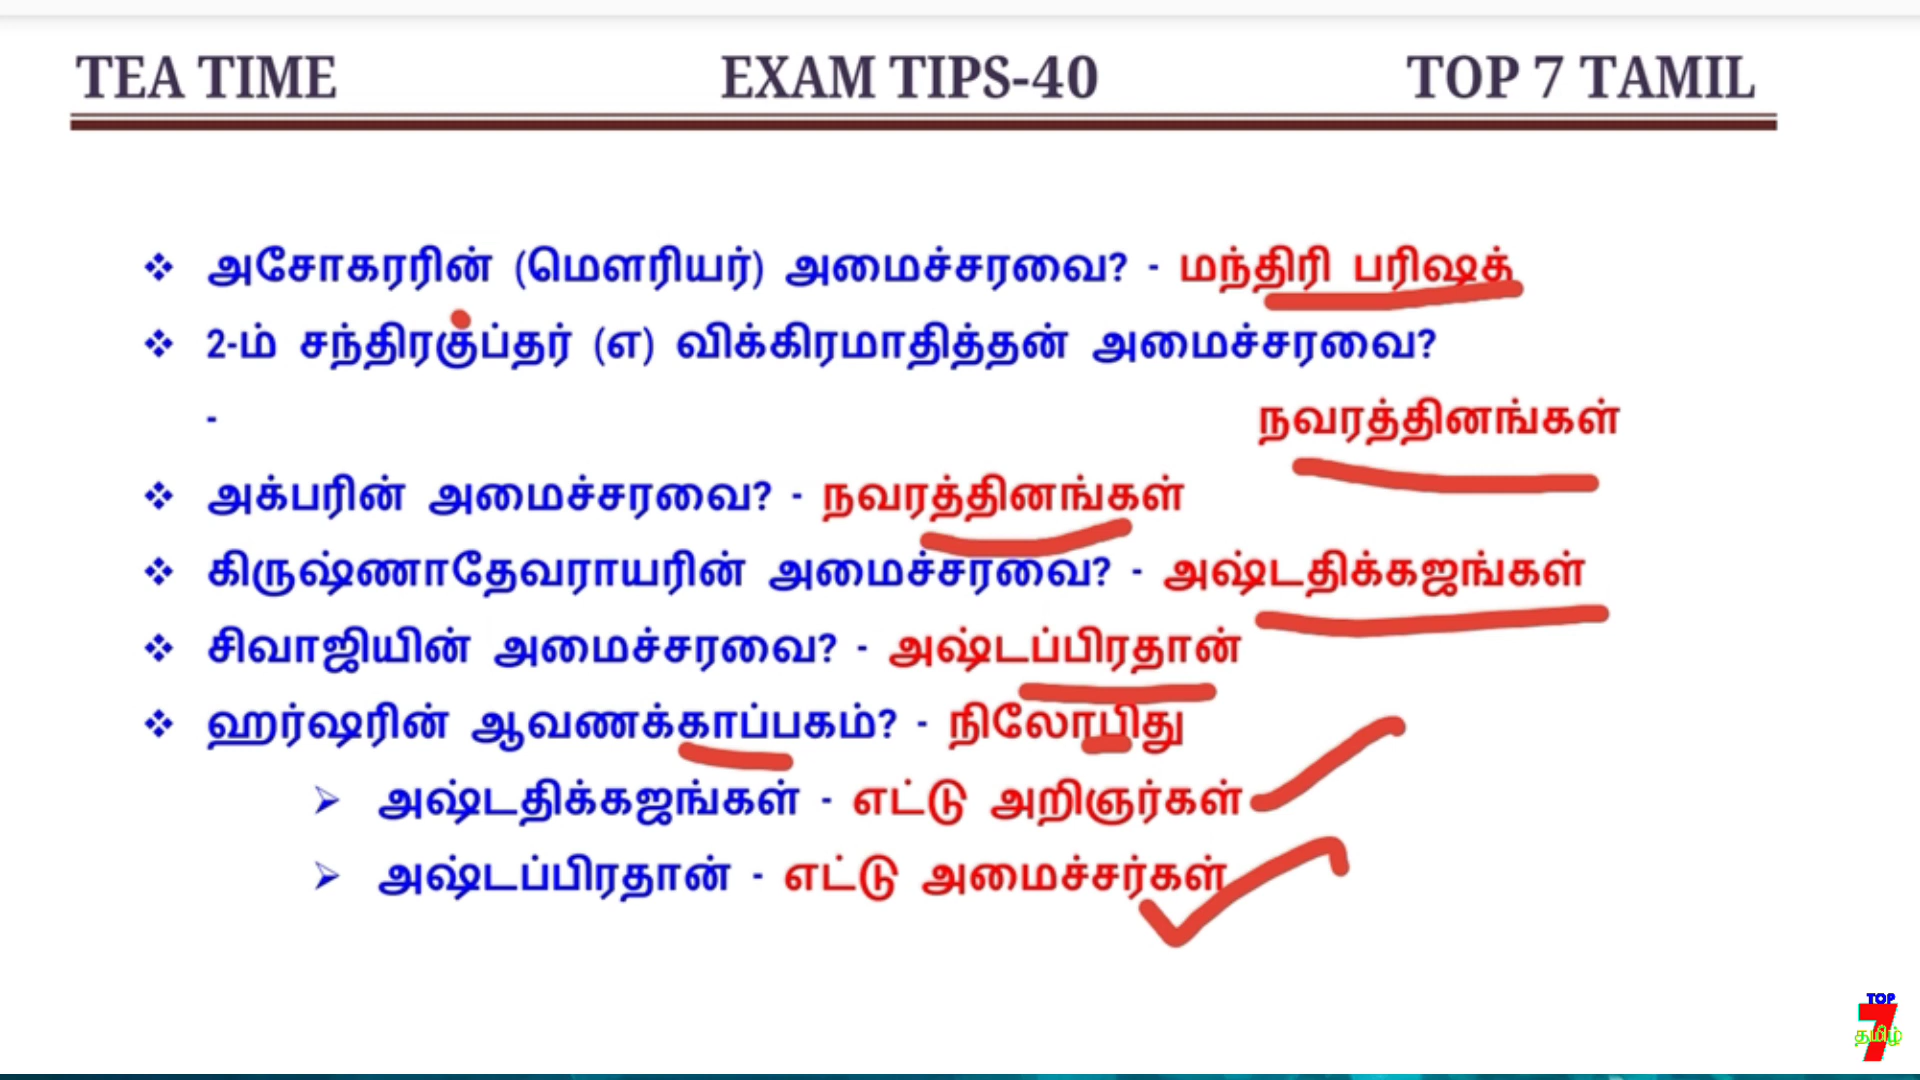 TEA TIME EXAM TIPS-40 TOP 7 TAMIL
❖ அசோகரரின் (மௌரியர்) அமைச்சரவை? - மந்திரி பரிஷத்
❖ 2-ம் சந்திரகுப்தர் (எ) விக்கிரமாதித்தன் அமைச்சரவை?
- நவரத்தினங்கள்
❖ அக்பரின் அமைச்சரவை? - நவரத்தினங்கள்
❖ கிருஷ்ணாதேவராயரின் அமைச்சரவை? - அஷ்டதிக்கஜங்கள்
❖ சிவாஜியின் அமைச்சரவை? - அஷ்டப்பிரதான்
❖ ஹர்ஷரின் ஆவணக்காப்பகம்? - நிலோபிது
➢ அஷ்டதிக்கஜங்கள் - எட்டு அறிஞர்கள்
➢ அஷ்டப்பிரதான் - எட்டு அமைச்சர்கள்
TOP
7
தமிழ்